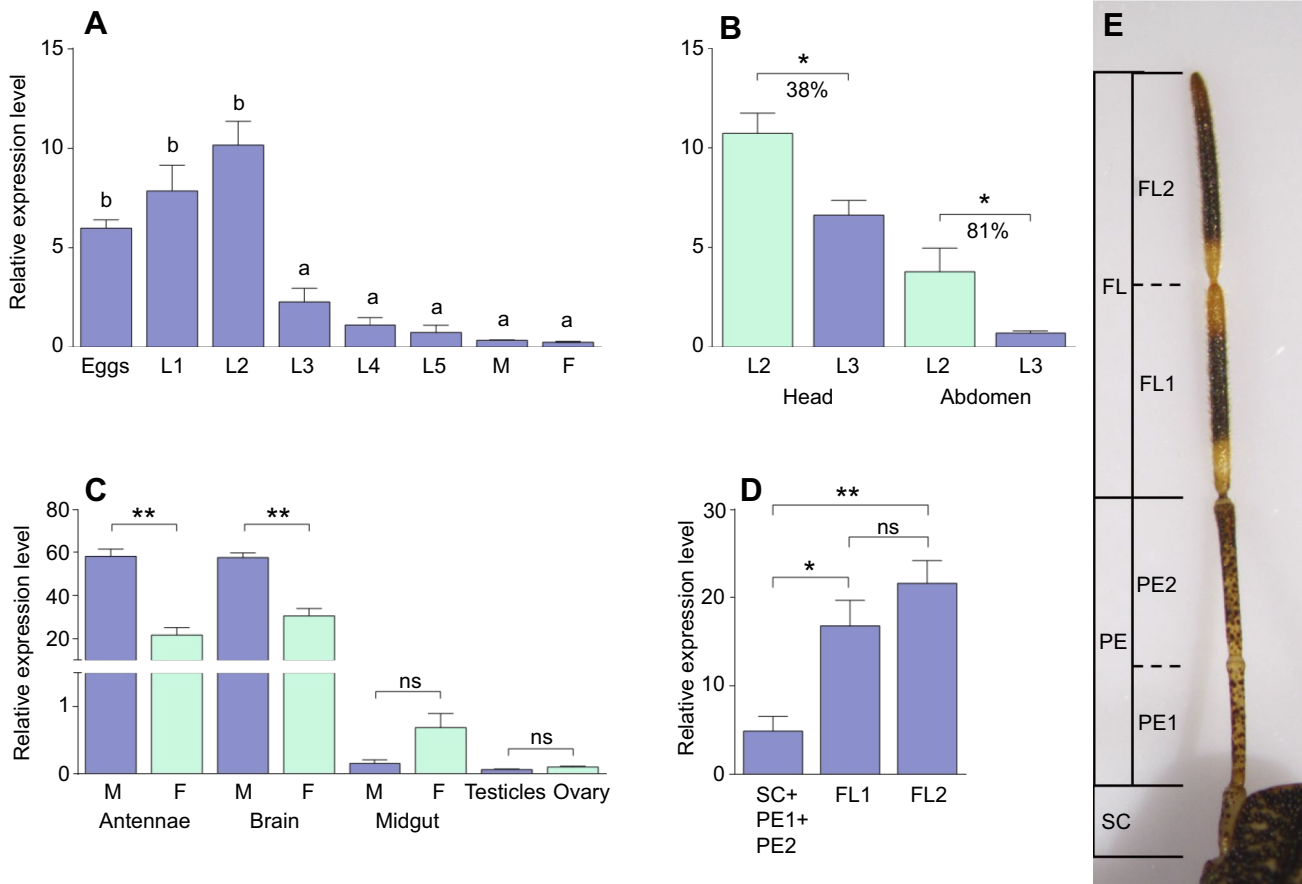 A
Relative expression level
15
10
5
0
b
b
b
a
a
a
a
a
Eggs L1 L2 L3 L4 L5 M F
B
15
10
5
0
*
38%
*
81%
L2 L3 L2 L3
Head Abdomen
C
Relative expression level
80
60
40
20
1
0
**
**
ns
ns
M F M F M F Testicles Ovary
Antennae Brain Midgut
D
Relative expression level
30
20
10
0
**
ns
*
SC+ FL1 FL2
PE1+
PE2
E
FL2
FL
FL1
PE2
PE
PE1
SC